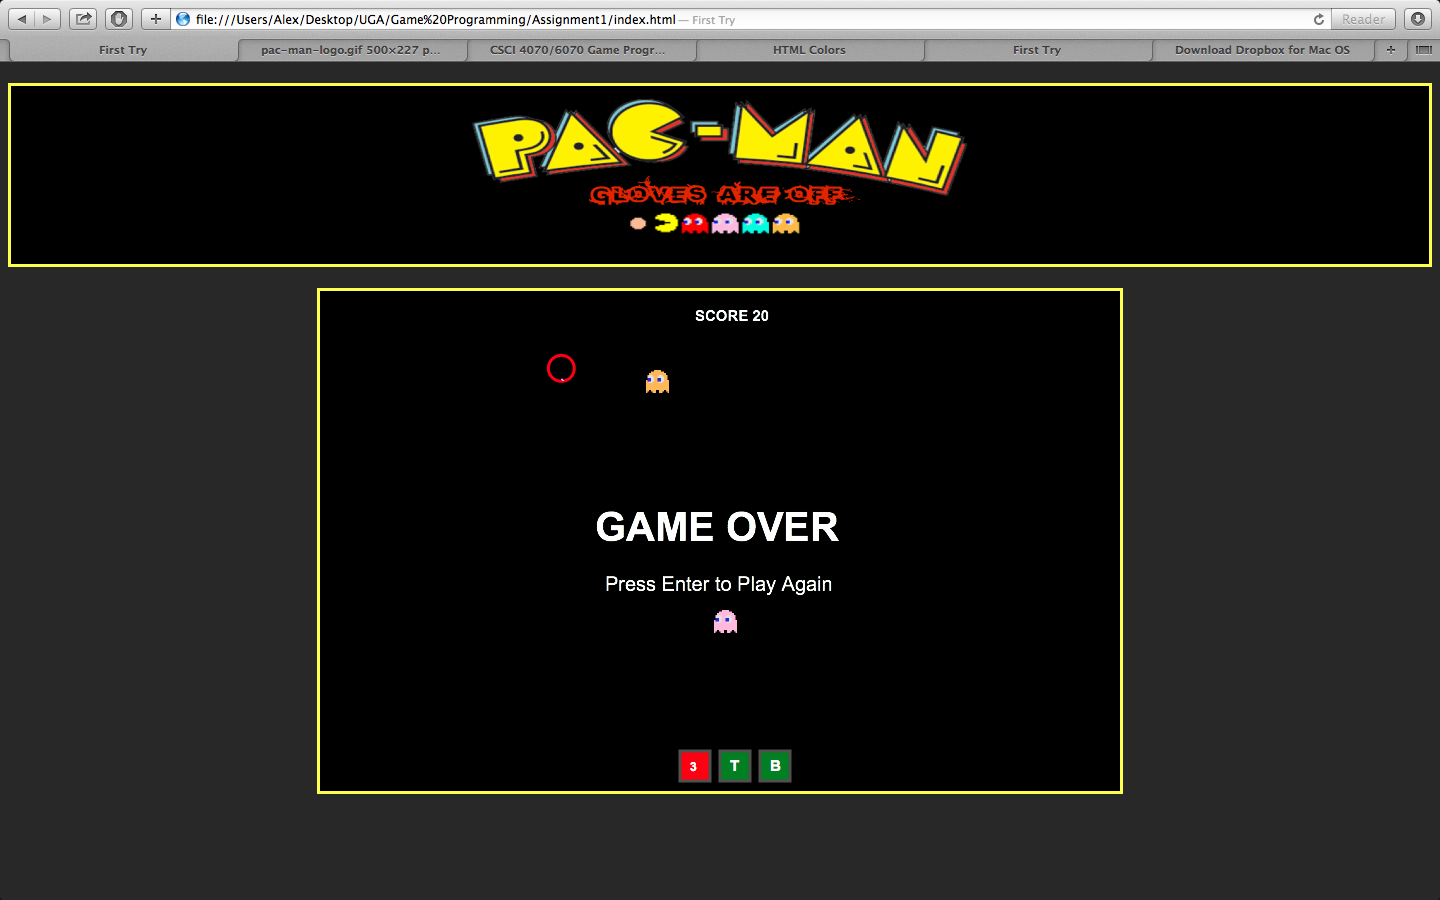 file:///Users/Alex/Desktop/UGA/Game%20Programming/Assignment1/index.html — First Try
Reader
First Try
pac-man-logo.gif 500×227 p...
CSCI 4070/6070 Game Progr...
HTML Colors
First Try
Download Dropbox for Mac OS
PAC-MAN
GLOVES ARE OFF
SCORE 20
GAME OVER
Press Enter to Play Again
3 T B